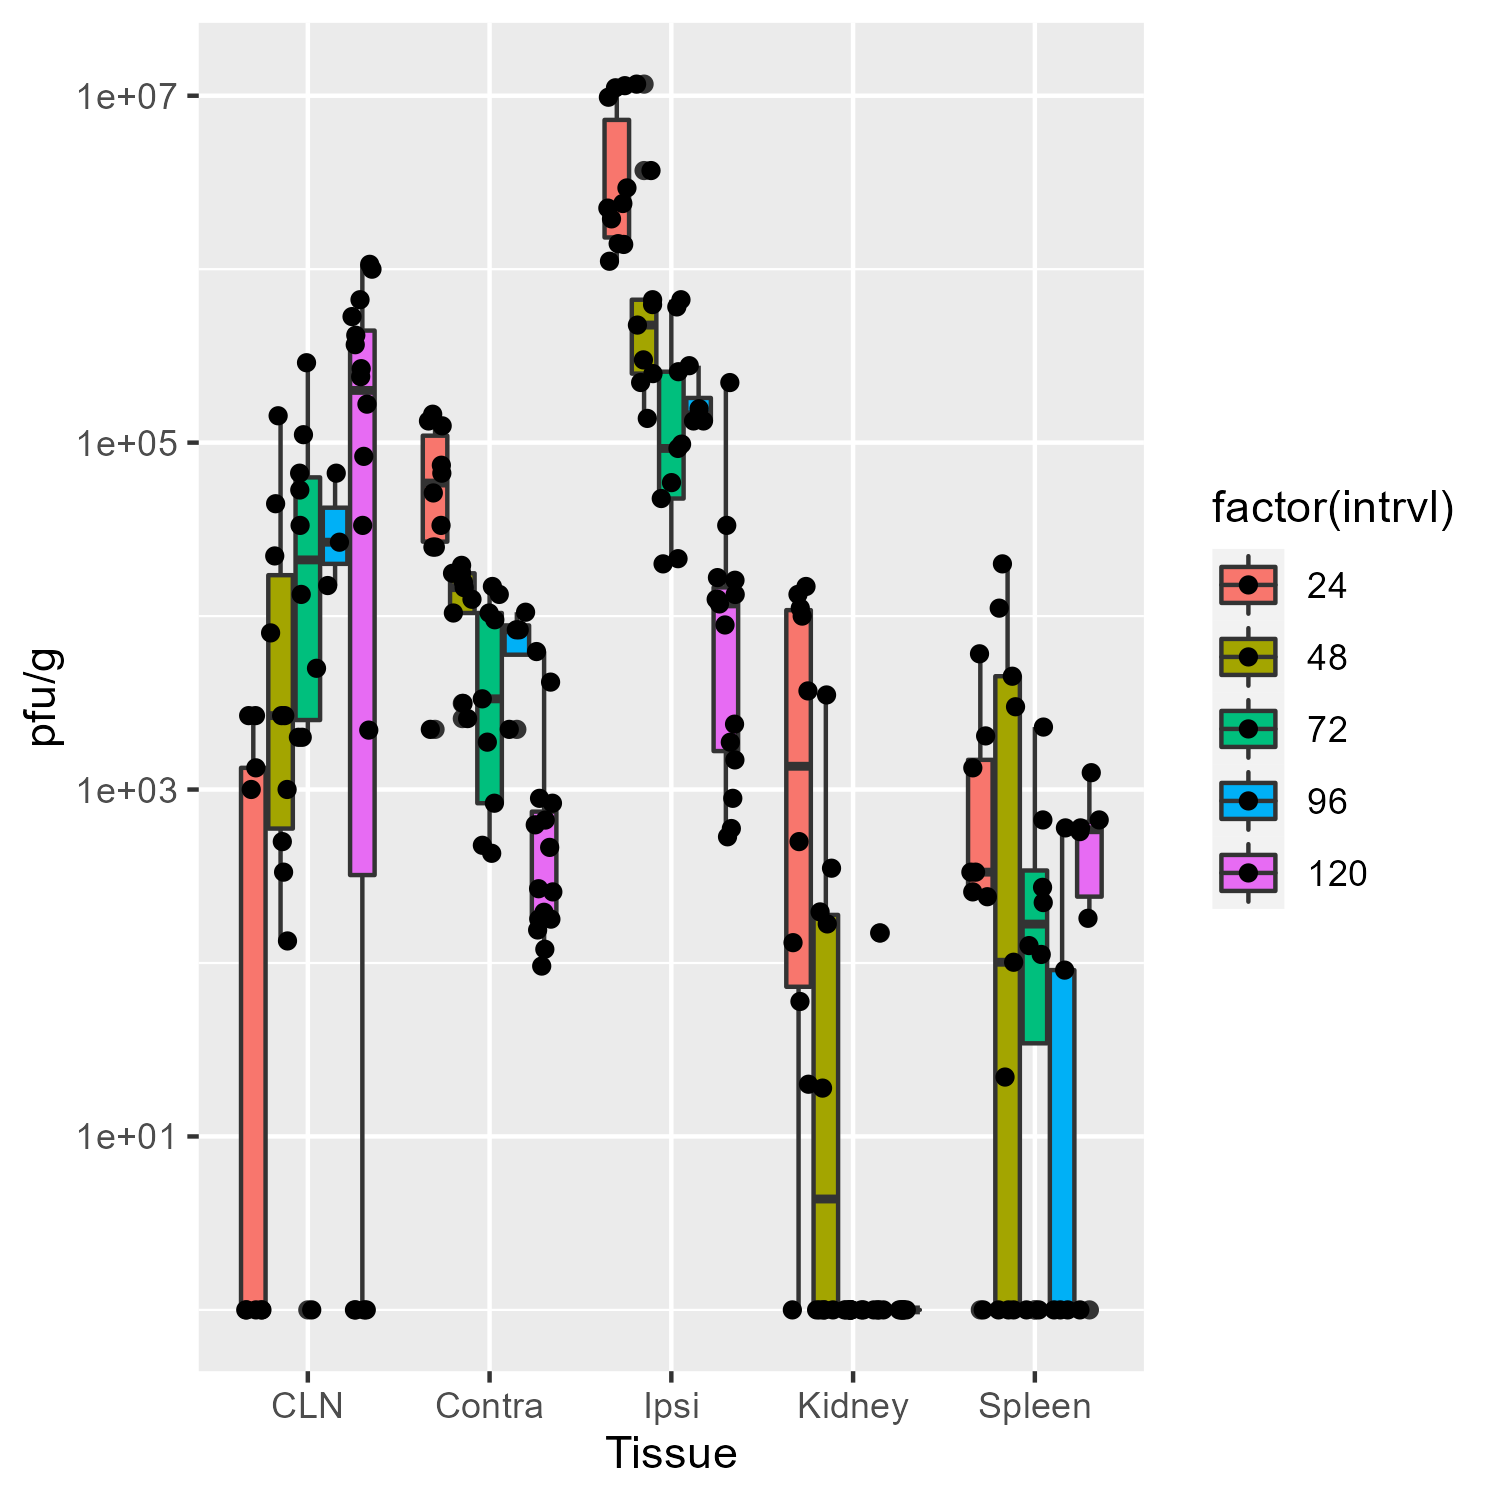 1e+07
1e+05
1e+03
1e+01
pfu/g
CLN
Contra
Ipsi
Kidney
Spleen
Tissue
factor(intrvl)
24
48
72
96
120